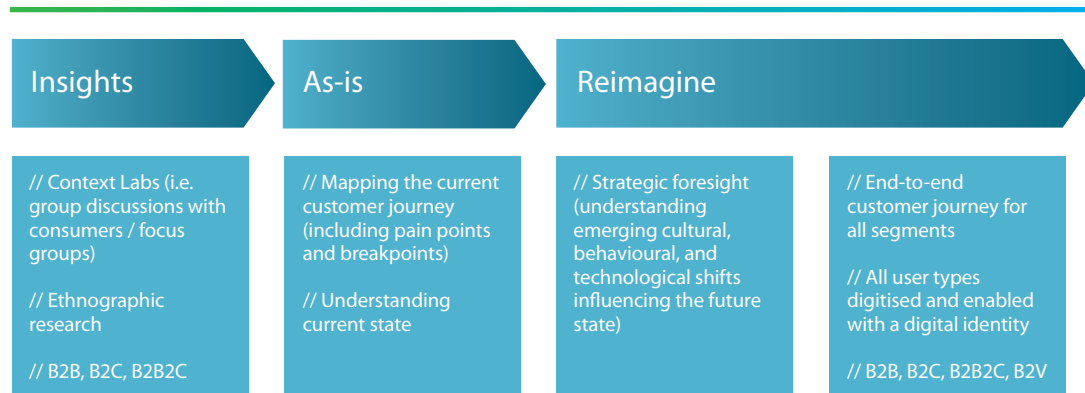 Insights
As-is
Reimagine
// Context Labs (i.e.
group discussions with
consumers / focus
groups)
// Ethnographic
research
// B2B, B2C, B2B2C
// Mapping the current
customer journey
(including pain points
and breakpoints)
// Understanding
current state
// Strategic foresight
(understanding
emerging cultural,
behavioural, and
technological shifts
influencing the future
state)
// End-to-end
customer journey for
all segments
// All user types
digitised and enabled
with a digital identity
// B2B, B2C, B2B2C, B2V